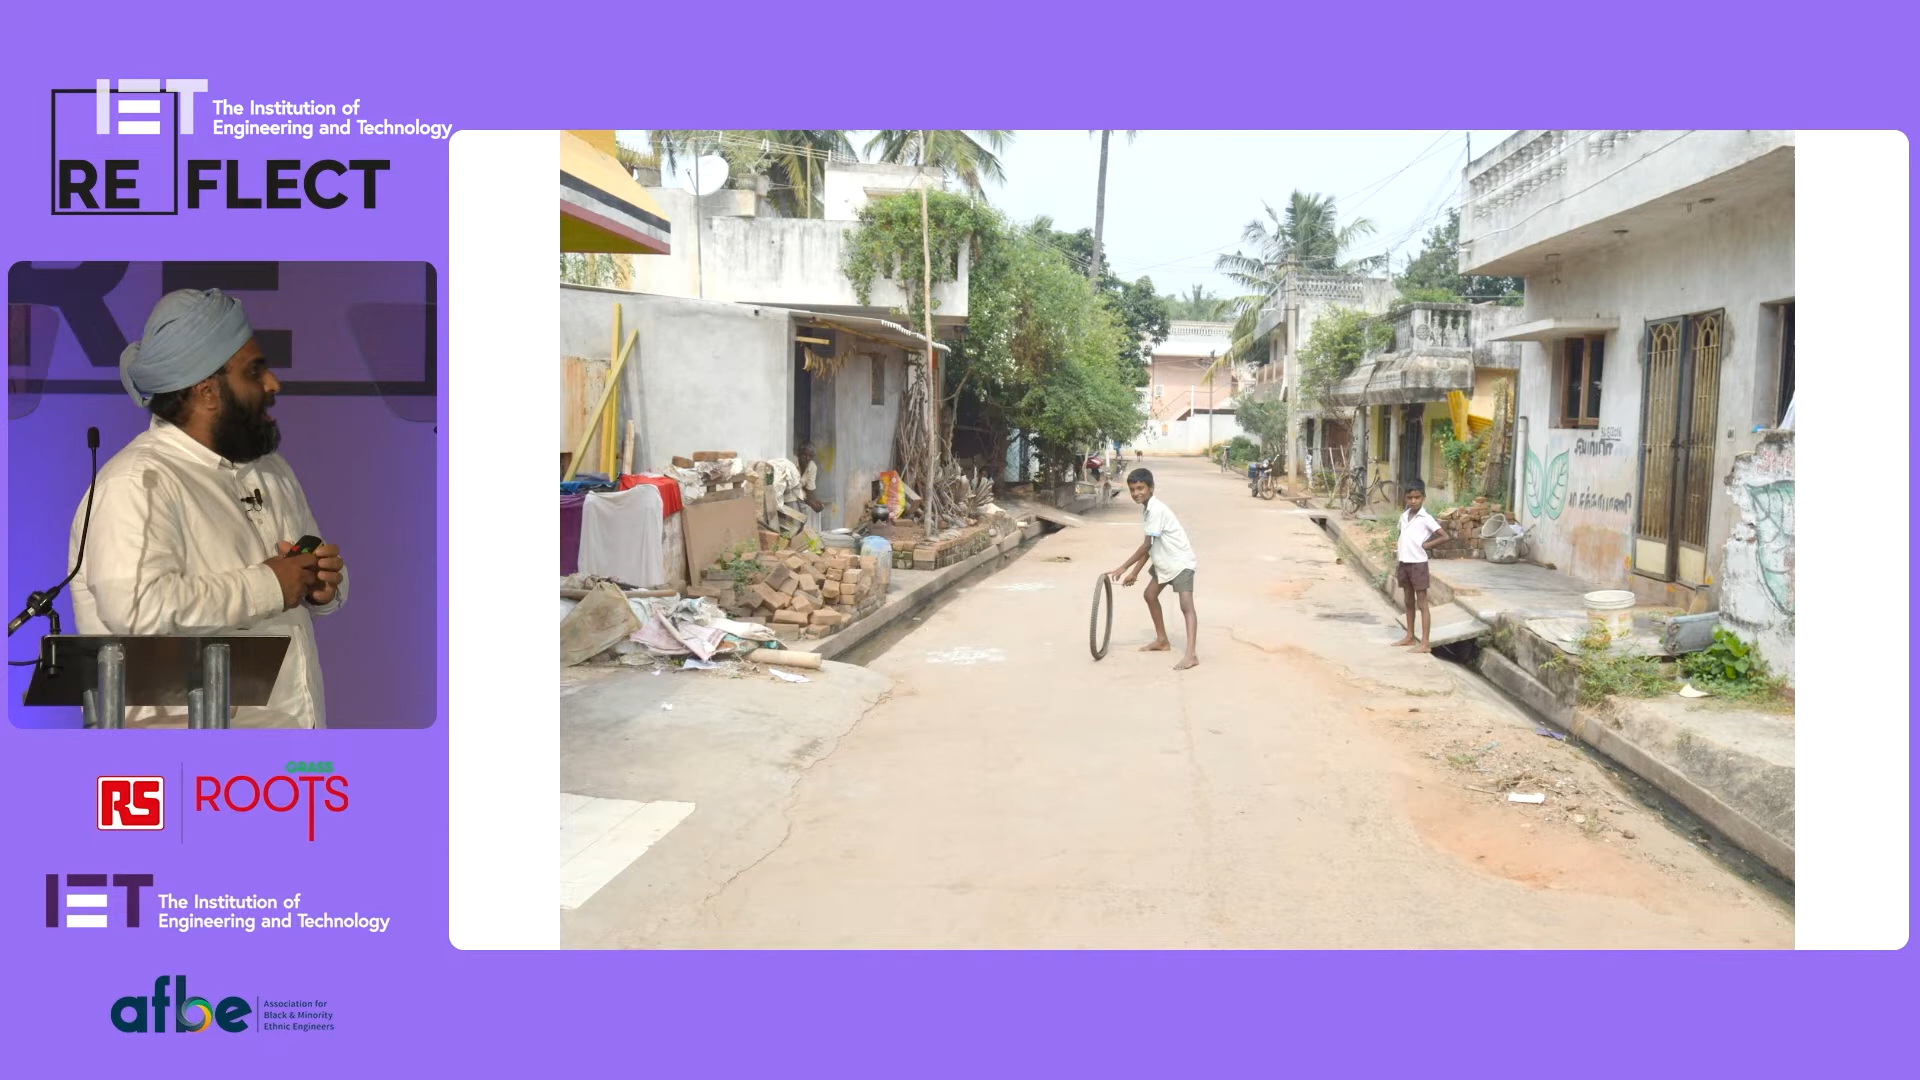 IET
The Institution of
Engineering and Technology
RE FLECT
RE
RS
GRASS
ROOTS
IET
The Institution of
Engineering and Technology
afbe
Association for
Black & Minority
Ethnic Engineers